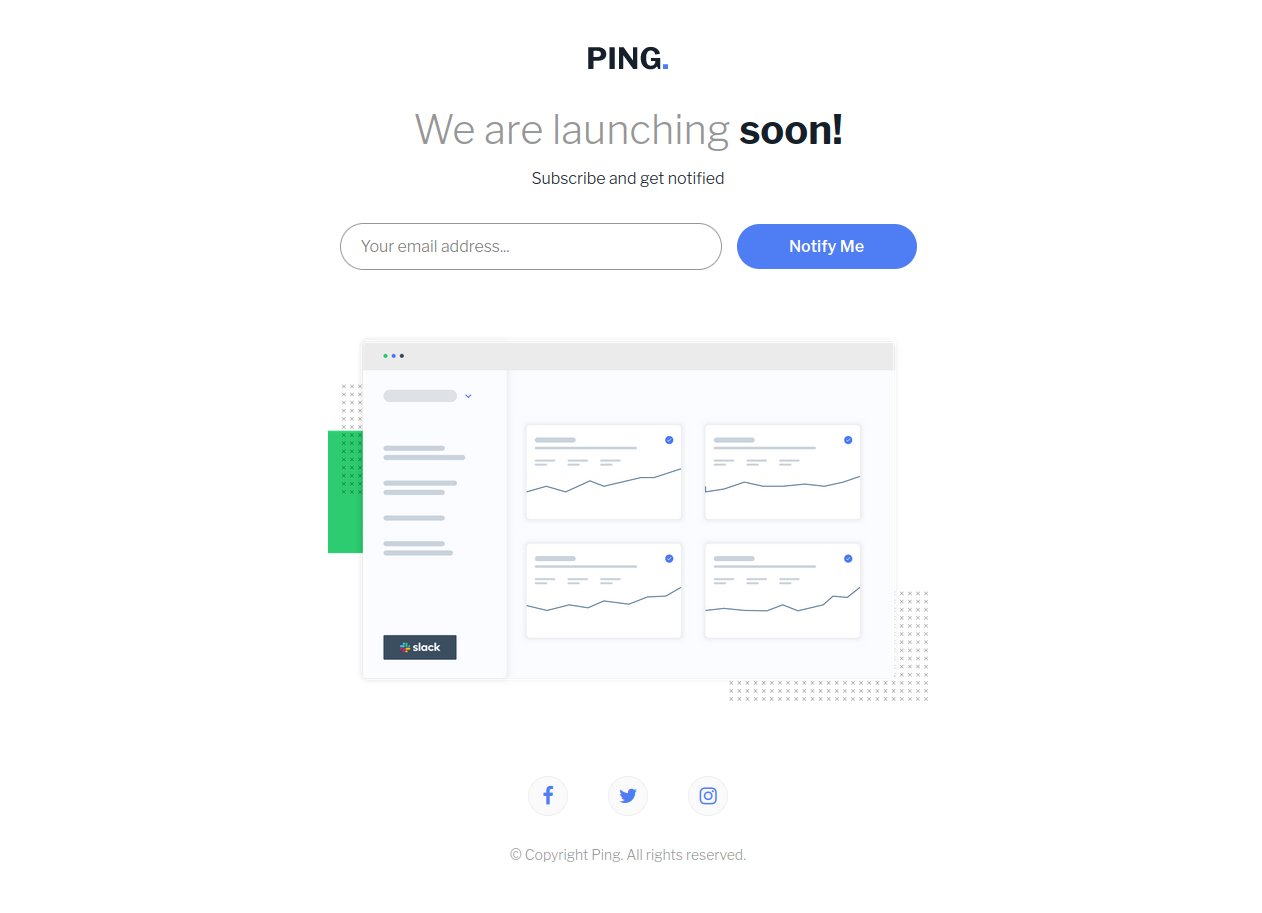 PING.
We are launching soon!
Subscribe and get notified
Your email address...
Notify Me
slack
© Copyright Ping. All rights reserved.